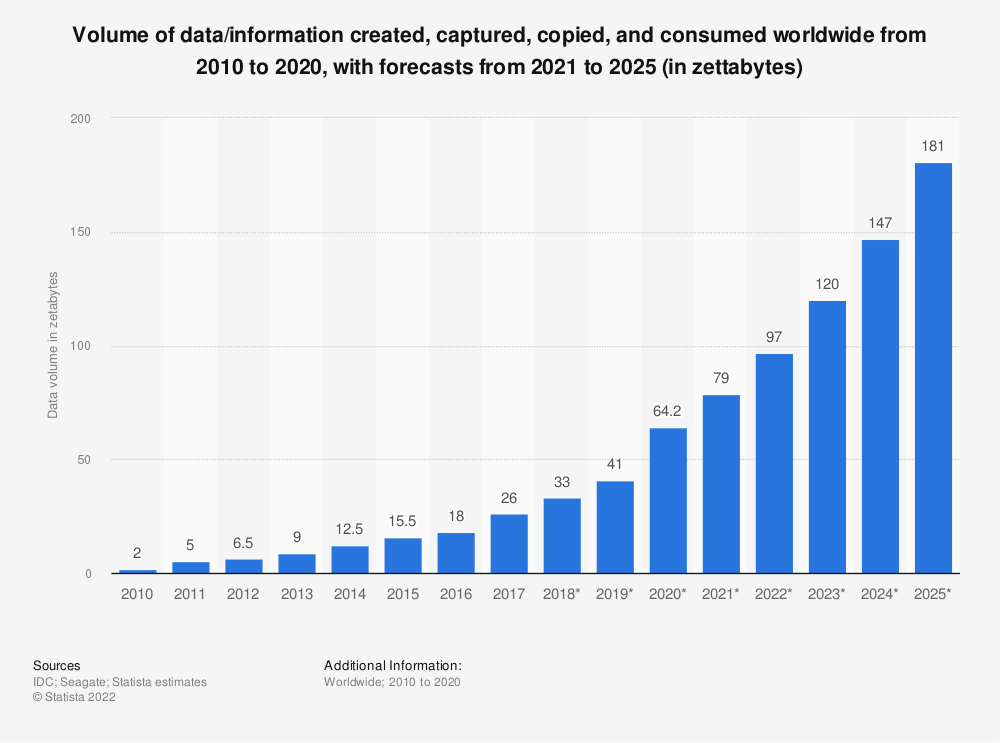 Volume of data/information created, captured, copied, and consumed worldwide from
2010 to 2020, with forecasts from 2021 to 2025 (in zettabytes)
Data volume in zetabytes
200
150
100
50
0
2
5
6.5
9
12.5
15.5
18
26
33
41
64.2
79
97
120
147
181
2010 2011 2012 2013 2014 2015 2016 2017 2018* 2019* 2020* 2021* 2022* 2023* 2024* 2025*
Sources
IDC; Seagate; Statista estimates
© Statista 2022
Additional Information:
Worldwide; 2010 to 2020